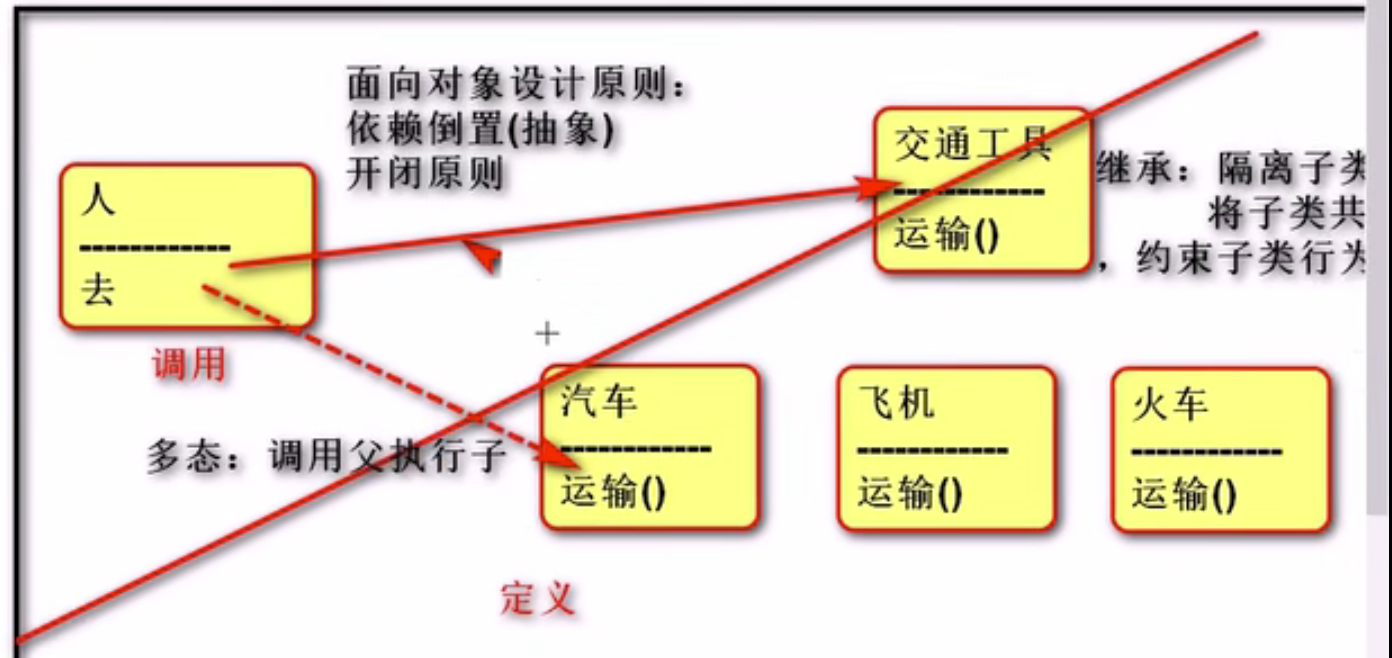 面向对象设计原则：
依赖倒置(抽象)
开闭原则
人
------------
去
调用
交通工具
------------
运输()
继承：隔离子类
将子类共
，约束子类行为
多态：调用父执行子
汽车
------------
运输()
飞机
------------
运输()
火车
------------
运输()
定义